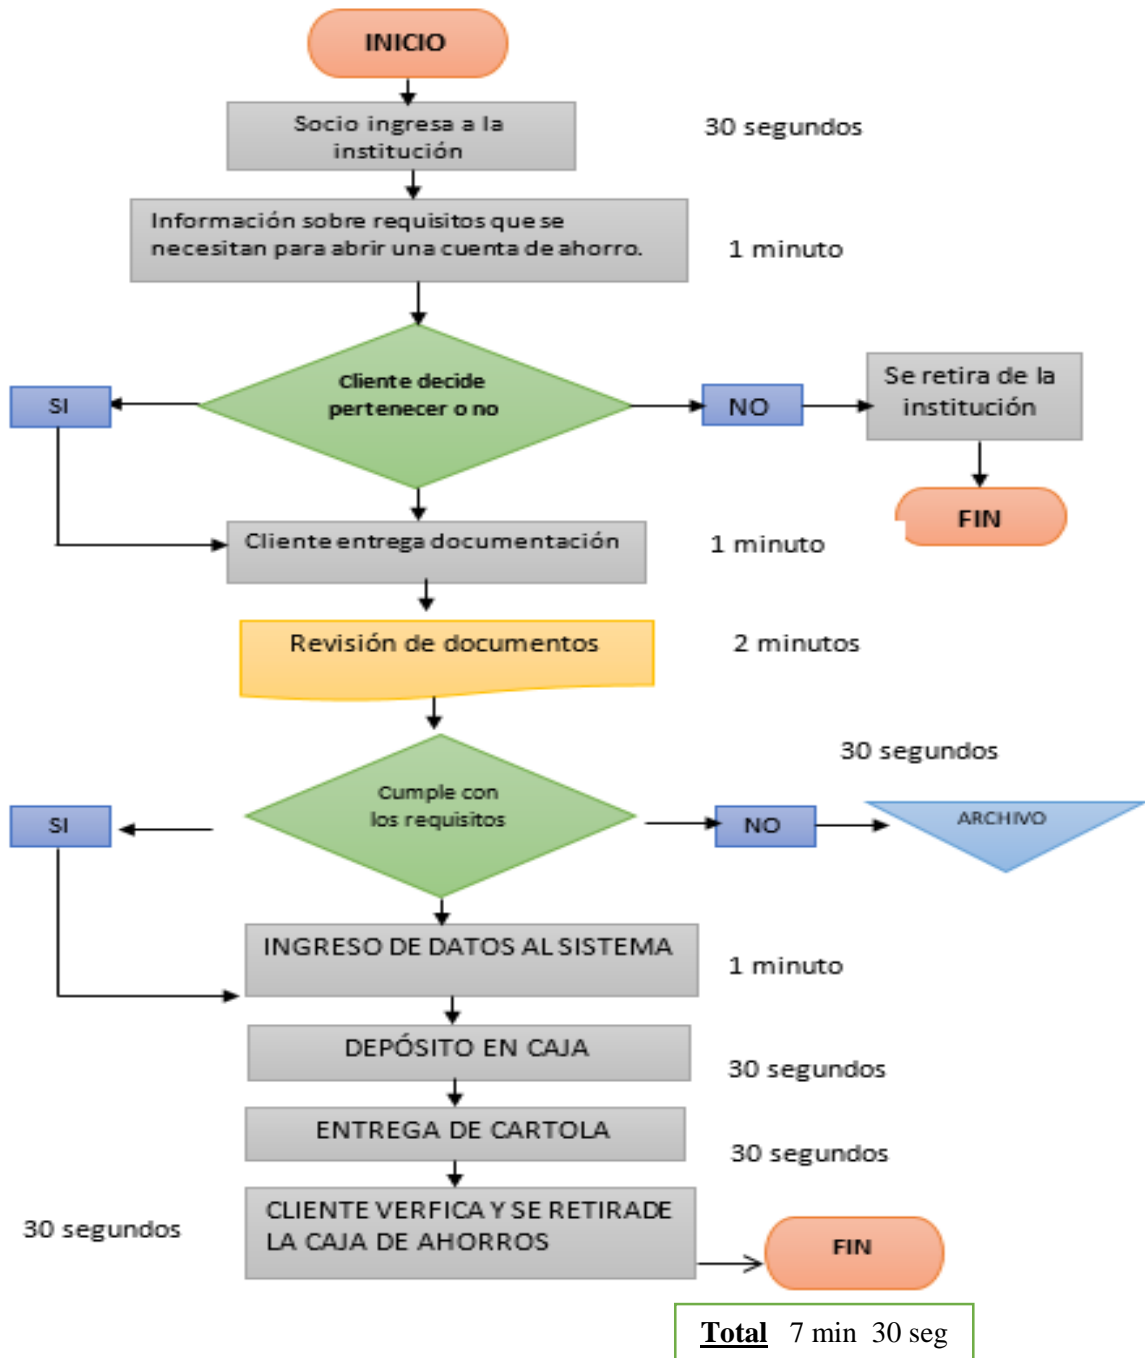 INICIO
Socio ingresa a la
institución
30 segundos
Información sobre requisitos que se
necesitan para abrir una cuenta de ahorro.
1 minuto
Cliente decide
pertenecer o no
SI
NO
Se retira de la
institución
FIN
Cliente entrega documentación
1 minuto
Revisión de documentos
2 minutos
30 segundos
Cumple con
los requisitos
SI
NO
ARCHIVO
INGRESO DE DATOS AL SISTEMA
1 minuto
DEPÓSITO EN CAJA
30 segundos
ENTREGA DE CARTOLA
30 segundos
CLIENTE VERFICA Y SE RETIRADE
LA CAJA DE AHORROS
30 segundos
FIN
Total 7 min 30 seg